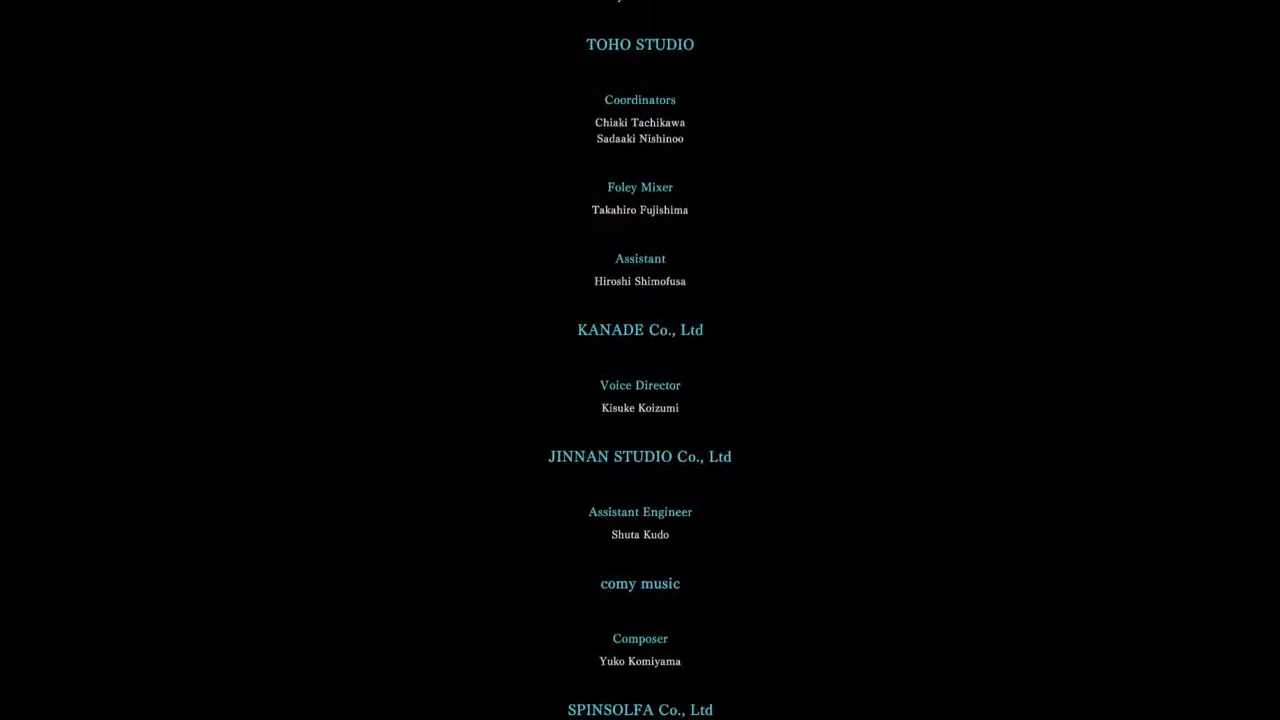 TOHO STUDIO
Coordinators
Chiaki Tachikawa
Sadaaki Nishinoo
Foley Mixer
Takahiro Fujishima
Assistant
Hiroshi Shimofusa
KANADE Co., Ltd
Voice Director
Kisuke Koizumi
JINNAN STUDIO Co., Ltd
Assistant Engineer
Shuta Kudo
comy music
Composer
Yuko Komiyama
SPINSOLFA Co., Ltd